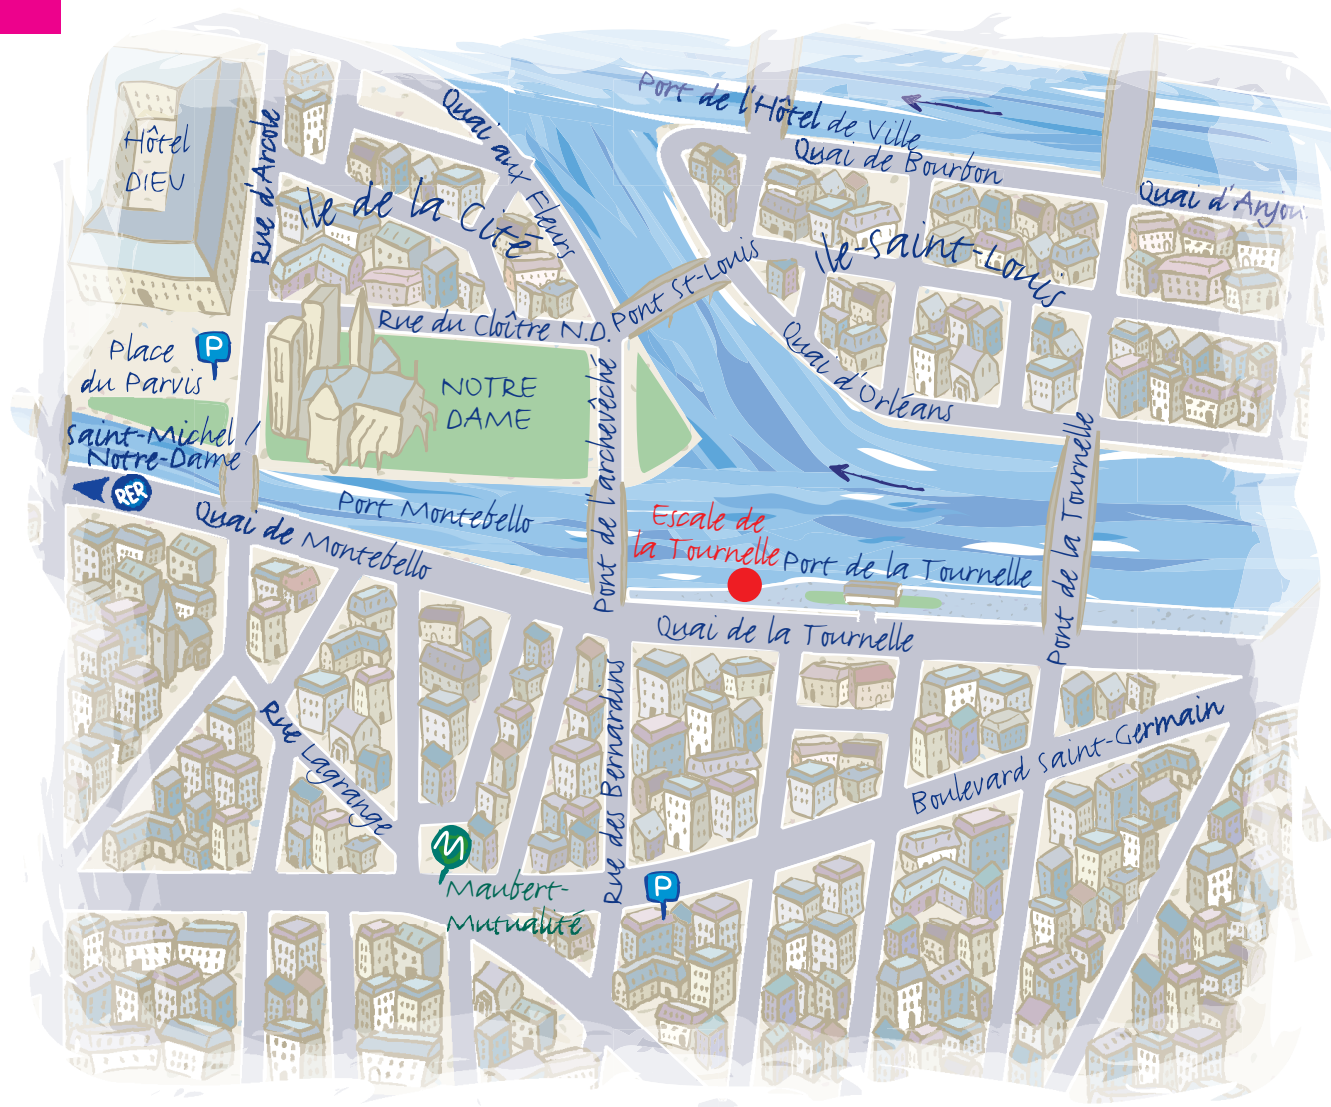 Port de l'Hôtel de Ville
Quai de Bourbon
Quai d'Anjou
Quai aux Fleurs
Hôtel
DIEU
Rue d'Arcole
Ile de la Cité
Ile-Saint-Louis
Pont St-Louis
Rue du Cloître N.D.
P
Place
du Parvis
NOTRE
DAME
Quai d'Orléans
Pont de l'archevêché
Pont de la Tournelle
Saint-Michel /
Notre-Dame
RER
Port Montebello
Quai de Montebello
Escale de
la Tournelle
Port de la Tournelle
Quai de la Tournelle
Rue Lagrange
Rue des Bernardins
Boulevard Saint-Germain
M
Maubert-
Mutualité
P